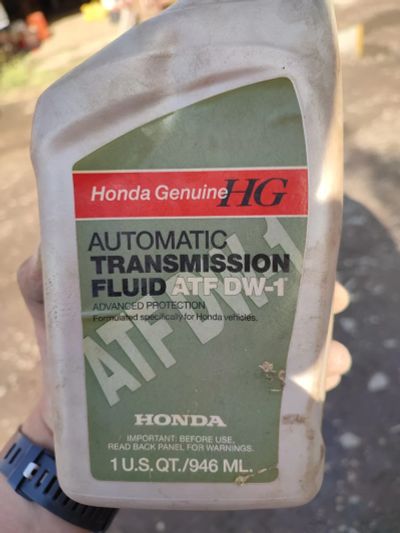 Honda Genuine HG
AUTOMATIC
TRANSMISSION
FLUID ATF DW-1
ADVANCED PROTECTION
Formulated specifically for Honda vehicles.
ATF DW-1
HONDA
IMPORTANT: BEFORE USE,
READ BACK PANEL FOR WARNINGS.
1 U.S. QT./946 ML.